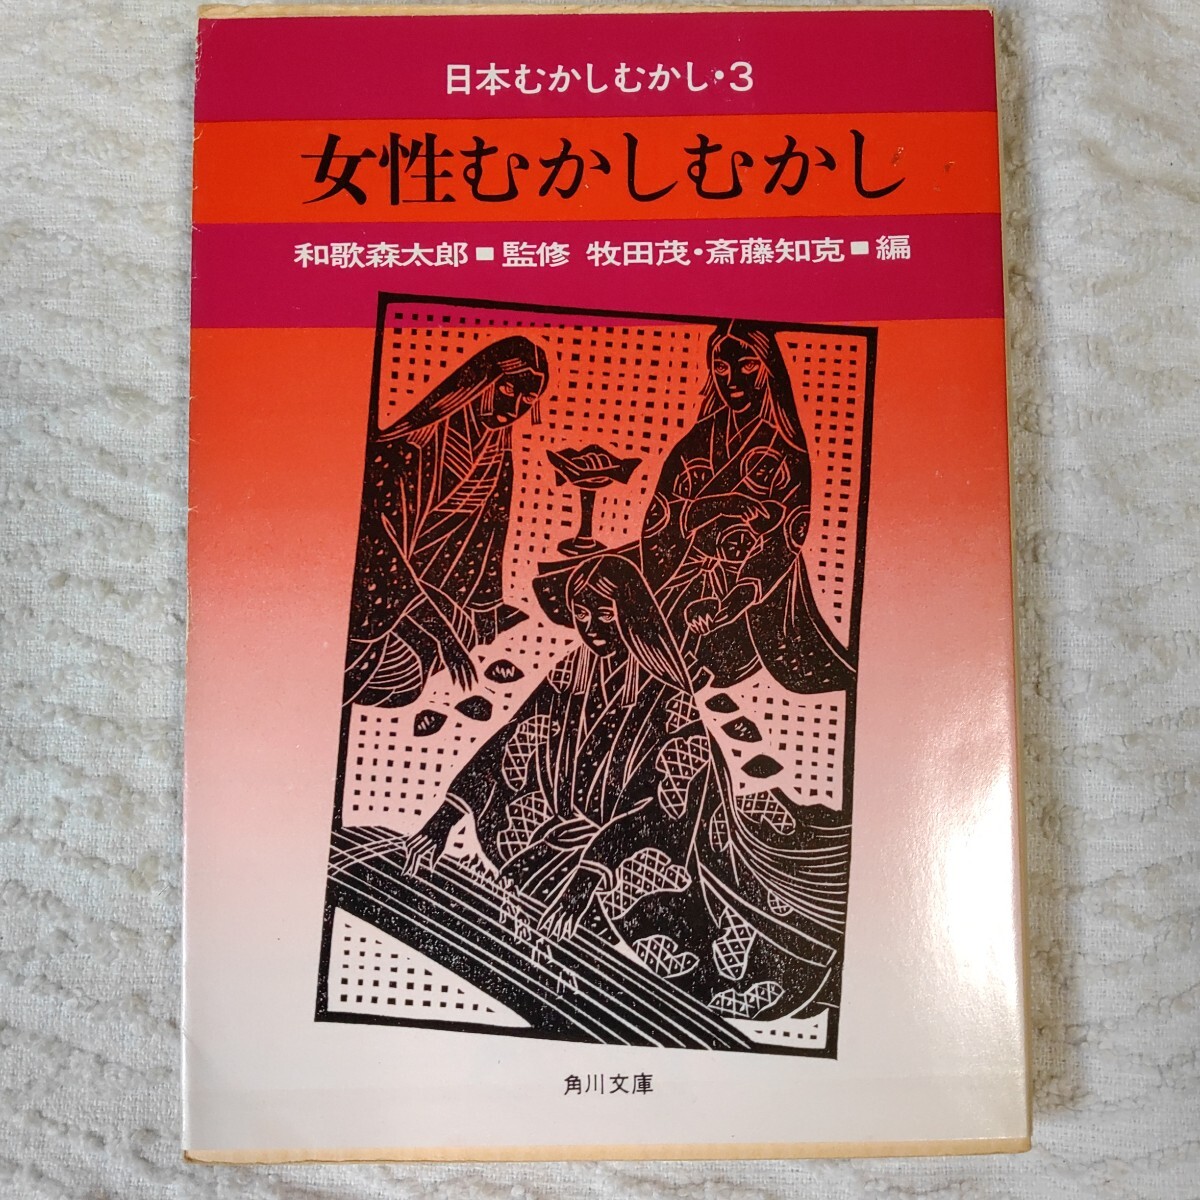 日本むかしむかし・3
女性むかしむかし
和歌森太郎■監修 牧田茂・斎藤知克■編
角川文庫